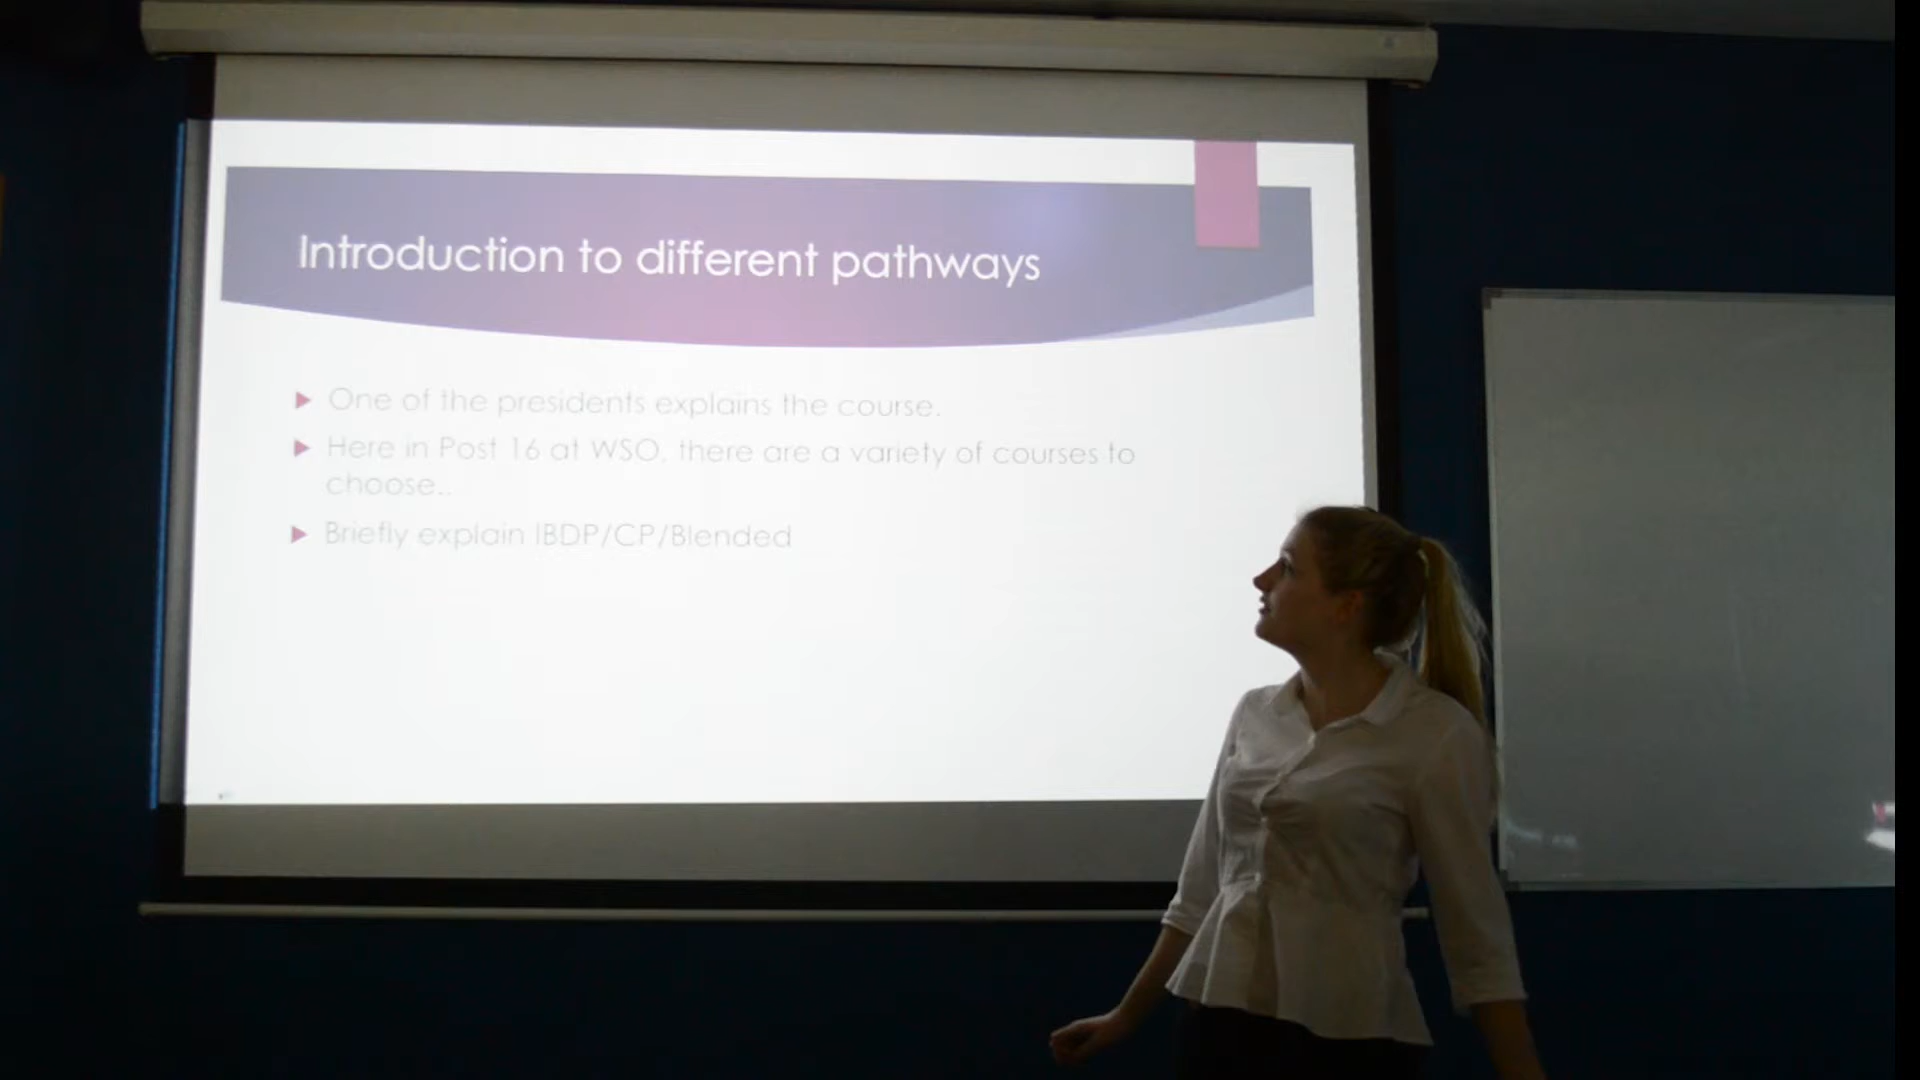 Introduction to different pathways
One of the presidents explains the course.
Here in Post 16 at WSO, there are a variety of courses to
choose..
Briefly explain IBDP/CP/Blended